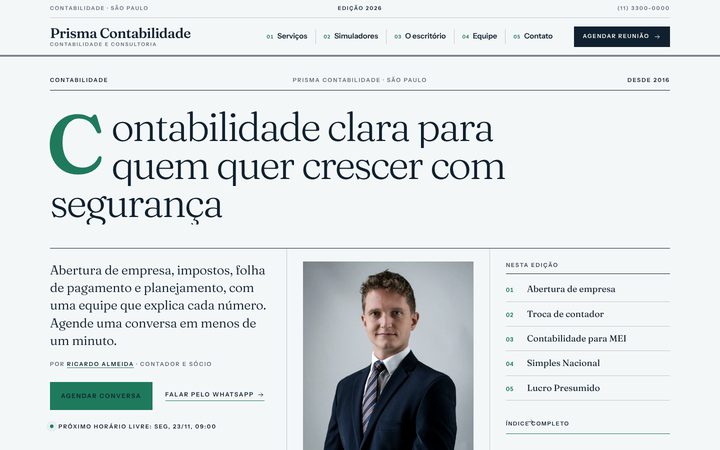 CONTABILIDADE · SÃO PAULO
EDIÇÃO 2026
(11) 3300-0000
Prisma Contabilidade
CONTABILIDADE E CONSULTORIA
01 Serviços
02 Simuladores
03 O escritório
04 Equipe
05 Contato
AGENDAR REUNIÃO →
CONTABILIDADE
PRISMA CONTABILIDADE · SÃO PAULO
DESDE 2016
Contabilidade clara para
quem quer crescer com
segurança
Abertura de empresa, impostos, folha
de pagamento e planejamento, com
uma equipe que explica cada número.
Agende uma conversa em menos de
um minuto.
POR RICARDO ALMEIDA · CONTADOR E SÓCIO
AGENDAR CONVERSA
FALAR PELO WHATSAPP →
PRÓXIMO HORÁRIO LIVRE: SEG, 23/11, 09:00
NESTA EDIÇÃO
01 Abertura de empresa
02 Troca de contador
03 Contabilidade para MEI
04 Simples Nacional
05 Lucro Presumido
ÍNDICE COMPLETO